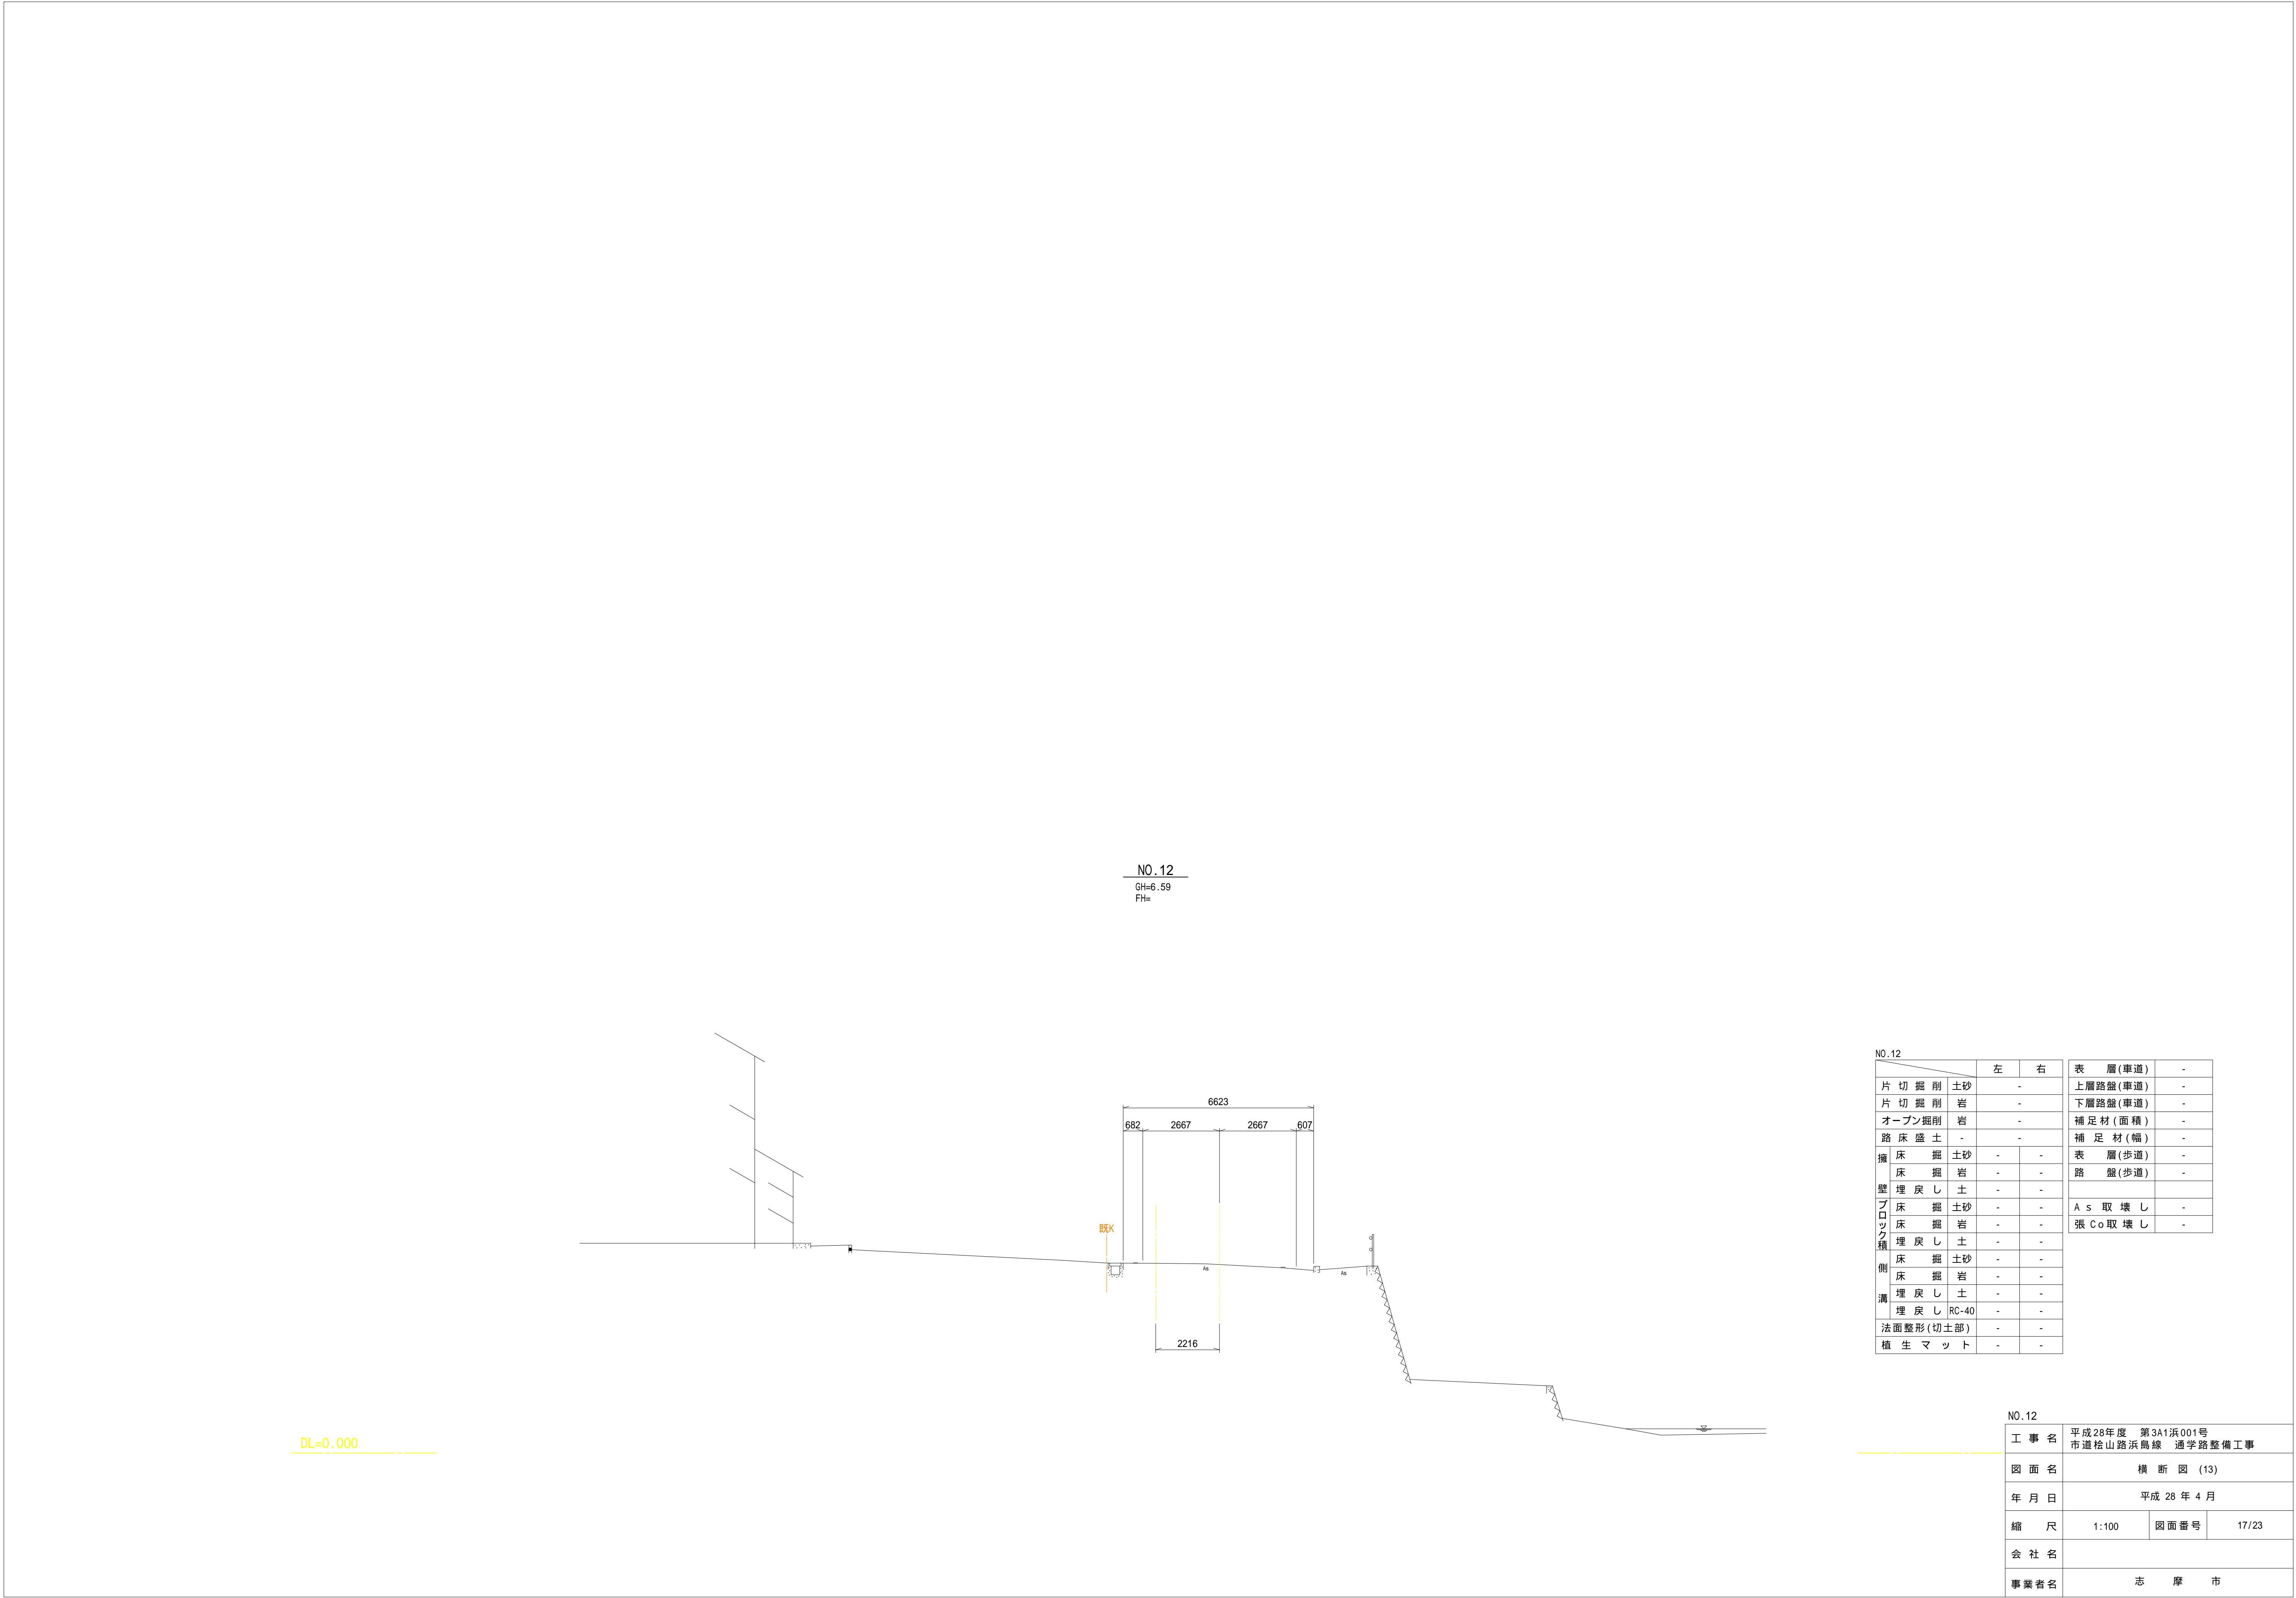 NO.12
GH=6.59
FH=
6623
682 2667 2667 607
既K
As
As
2216
DL=0.000
NO.12
左 右
片切掘削 土砂 -
片切掘削 岩 -
オープン掘削 岩 -
路床盛土 - -
擁壁 床掘 土砂 - -
床掘 岩 - -
埋戻し 土 - -
ブロック積 床掘 土砂 - -
床掘 岩 - -
埋戻し 土 - -
側溝 床掘 土砂 - -
床掘 岩 - -
埋戻し 土 - -
埋戻し RC-40 - -
法面整形(切土部) - -
植生マット - -
表層(車道) -
上層路盤(車道) -
下層路盤(車道) -
補足材(面積) -
補足材(幅) -
表層(歩道) -
路盤(歩道) -
As取壊し -
張Co取壊し -
NO.12
工事名 平成28年度 第3A1浜001号
市道桧山路浜島線 通学路整備工事
図面名 横断図 (13)
年月日 平成 28 年 4 月
縮尺 1:100 図面番号 17/23
会社名
事業者名 志摩市